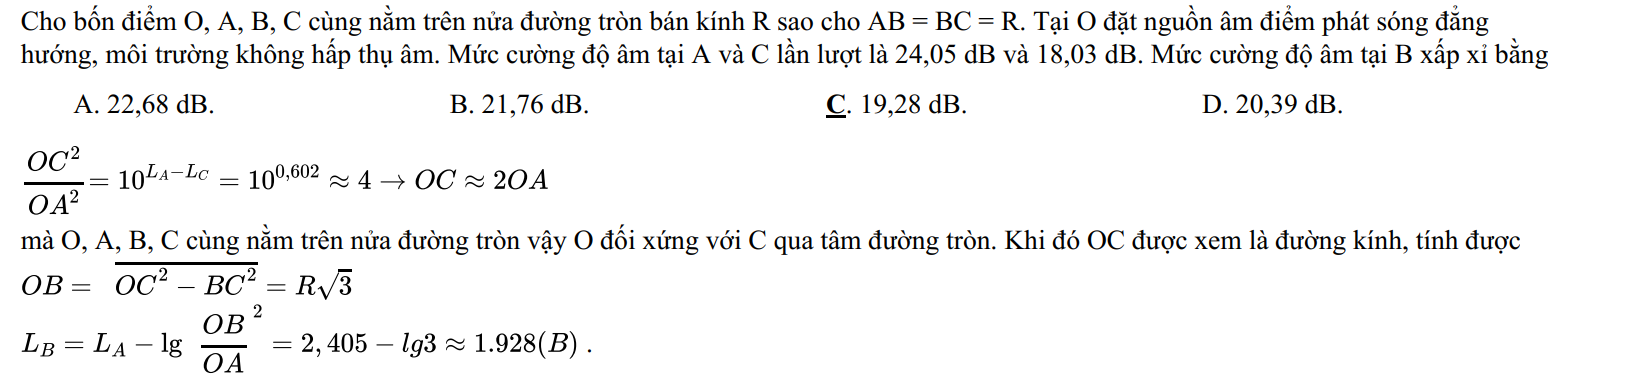 Cho bốn điểm O, A, B, C cùng nằm trên nửa đường tròn bán kính R sao cho AB = BC = R. Tại O đặt nguồn âm điểm phát sóng đẳng
hướng, môi trường không hấp thụ âm. Mức cường độ âm tại A và C lần lượt là 24,05 dB và 18,03 dB. Mức cường độ âm tại B xấp xỉ bằng
A. 22,68 dB. B. 21,76 dB. C. 19,28 dB. D. 20,39 dB.
\frac{OC^2}{OA^2} = 10^{L_A-L_C} = 10^{0,602} ≈ 4 → OC ≈ 2OA
mà O, A, B, C cùng nằm trên nửa đường tròn vậy O đối xứng với C qua tâm đường tròn. Khi đó OC được xem là đường kính, tính được
OB = \overline{OC^2 − BC^2} = R\sqrt{3}
L_B = L_A − lg \frac{OB}{OA}^2 = 2,405 − lg3 ≈ 1.928(B) .